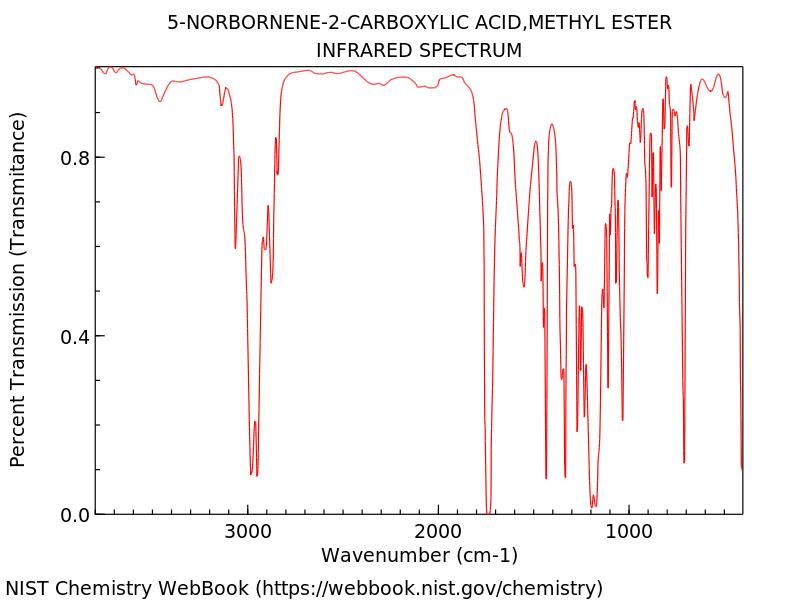 5-NORBORNENE-2-CARBOXYLIC ACID,METHYL ESTER
INFRARED SPECTRUM
Percent Transmission (Transmitance)
0.8
0.4
0.0
3000
2000
1000
Wavenumber (cm-1)
NIST Chemistry WebBook (https://webbook.nist.gov/chemistry)